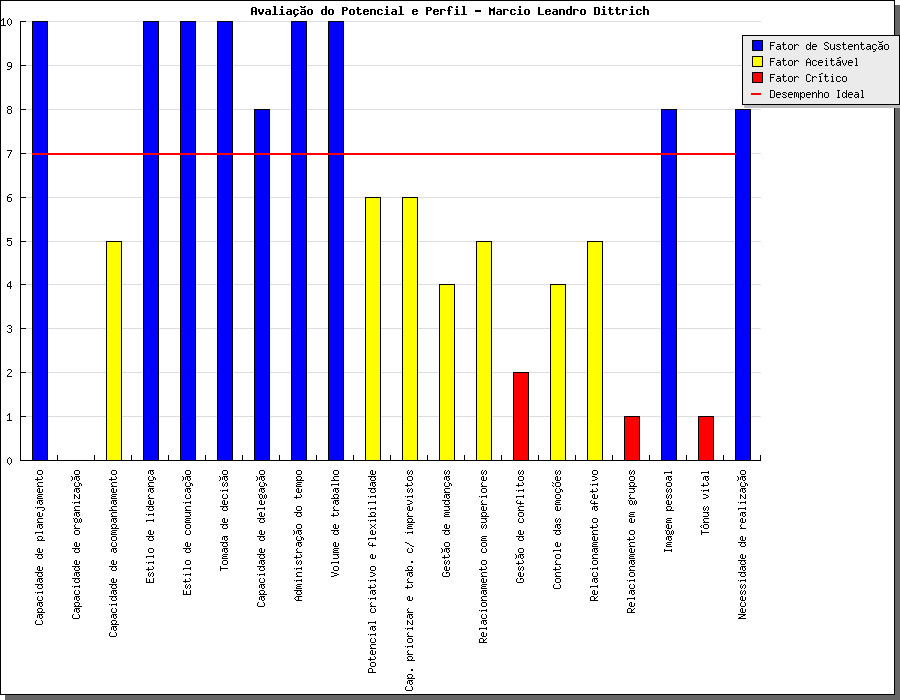 Avaliação do Potencial e Perfil - Marcio Leandro Dittrich
10
9
8
7
6
5
4
3
2
1
0
Fator de Sustentação
Fator Aceitável
Fator Crítico
Desempenho Ideal
Capacidade de planejamento
Capacidade de organização
Capacidade de acompanhamento
Estilo de liderança
Estilo de comunicação
Tomada de decisão
Capacidade de delegação
Administração do tempo
Volume de trabalho
Potencial criativo e flexibilidade
Cap. priorizar e trab. c/ imprevistos
Gestão de mudanças
Relacionamento com superiores
Gestão de conflitos
Controle das emoções
Relacionamento afetivo
Relacionamento em grupos
Imagem pessoal
Tônus vital
Necessidade de realização